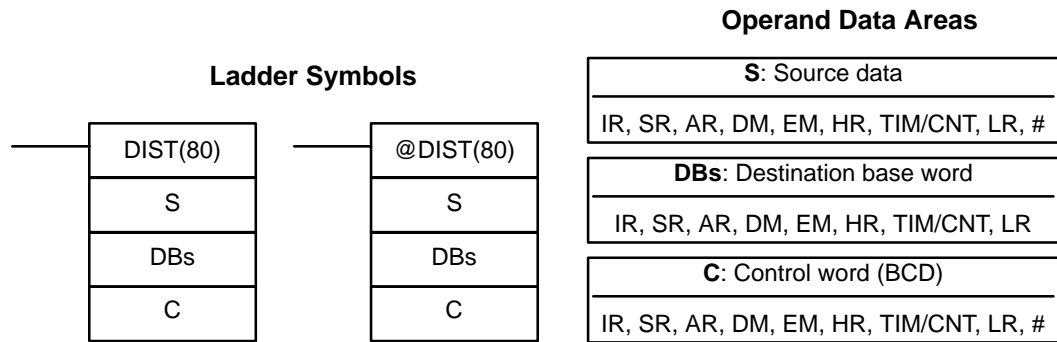 Ladder Symbols
DIST(80)
S
DBs
C
@DIST(80)
S
DBs
C
Operand Data Areas
S: Source data
IR, SR, AR, DM, EM, HR, TIM/CNT, LR, #
DBs: Destination base word
IR, SR, AR, DM, EM, HR, TIM/CNT, LR
C: Control word (BCD)
IR, SR, AR, DM, EM, HR, TIM/CNT, LR, #